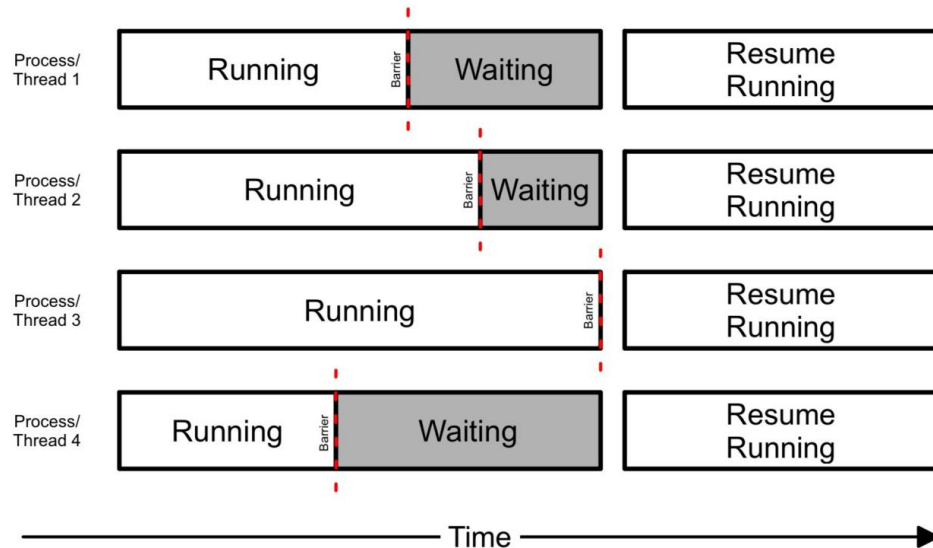 Process/
Thread 1
Running
Barrier
Waiting
Resume
Running
Process/
Thread 2
Running
Barrier
Waiting
Resume
Running
Process/
Thread 3
Running
Barrier
Resume
Running
Process/
Thread 4
Running
Barrier
Waiting
Resume
Running
Time